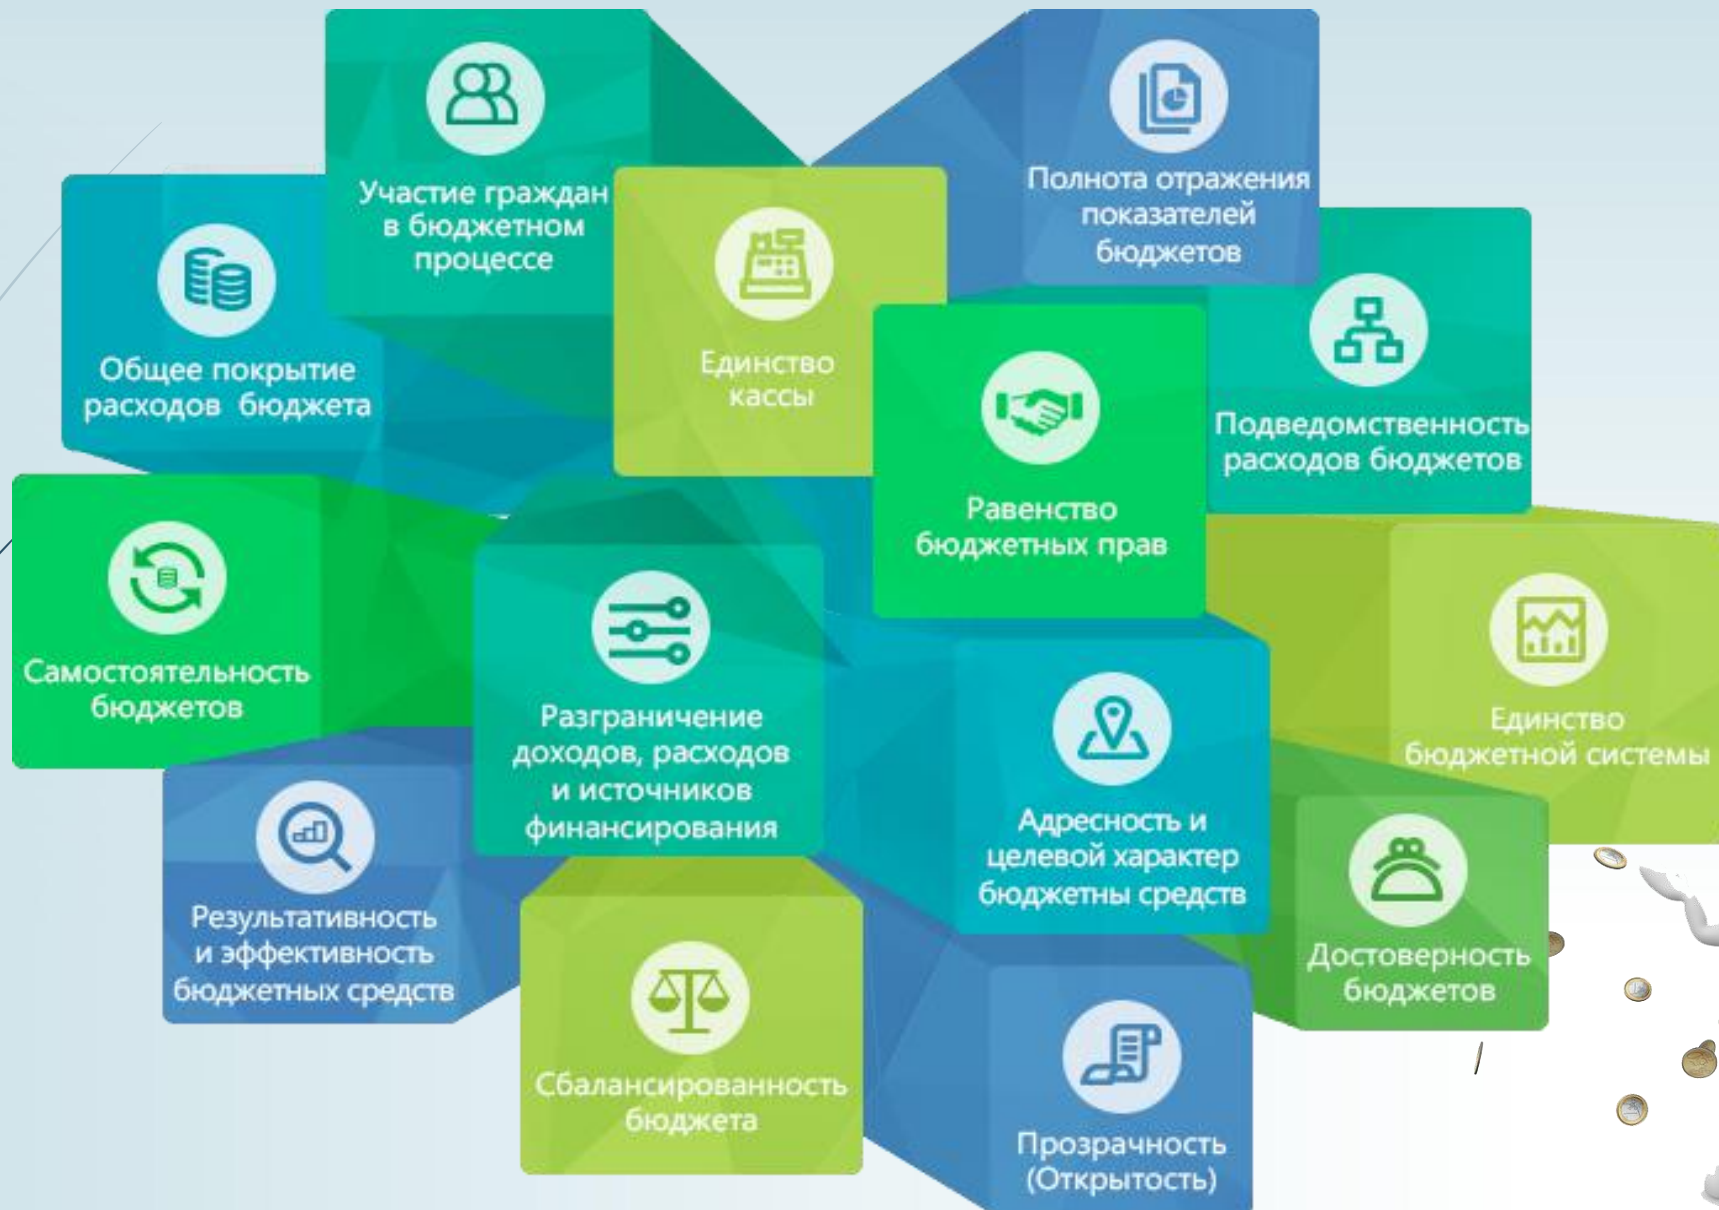 Участие граждан
в бюджетном
процессе
Полнота отражения
показателей
бюджетов
Общее покрытие
расходов бюджета
Единство
кассы
Равенство
бюджетных прав
Подведомственность
расходов бюджетов
Самостоятельность
бюджетов
Разграничение
доходов, расходов
и источников
финансирования
Адресность и
целевой характер
бюджетны средств
Единство
бюджетной системы
Результативность
и эффективность
бюджетных средств
Сбалансированность
бюджета
Прозрачность
(Открытость)
Достоверность
бюджетов